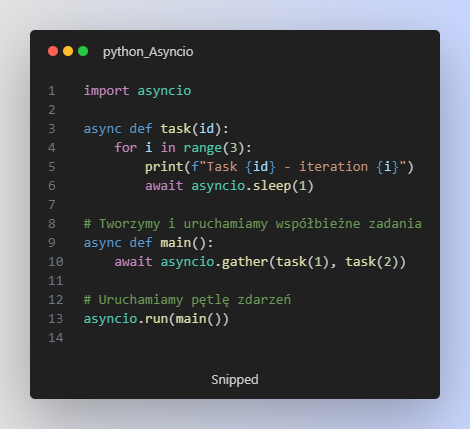 python_Asyncio
1 import asyncio
2
3 async def task(id):
4     for i in range(3):
5         print(f"Task {id} - iteration {i}")
6         await asyncio.sleep(1)
7
8 # Tworzymy i uruchamiamy współbieżne zadania
9 async def main():
10     await asyncio.gather(task(1), task(2))
11
12 # Uruchamiamy pętlę zdarzeń
13 asyncio.run(main())
14
Snipped